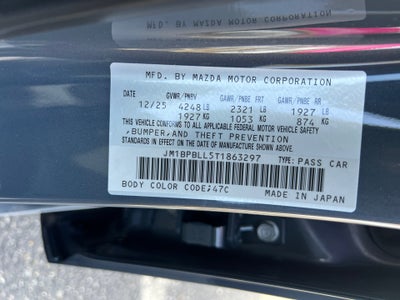 MFD. BY MAZDA MOTOR CORPORATION
DATE GVWR/PNBV GAWR/PNBE FRT GAWR/PNBE RR
12/25 4248 LB 2321 LB 1927 LB
1927 KG 1053 KG 874 KG
THIS VEHICLE CONFORMS TO ALL APPLICABLE FEDERAL MOTOR VEHICLE SAFETY
,BUMPER,AND THEFT PREVENTION
STANDARDS IN EFFECT ON THE DATE OF MANUFACTURE SHOWN ABOVE.
JM1BPBLL5T1863297 TYPE:PASS CAR
BODY COLOR CODE:47C MADE IN JAPAN